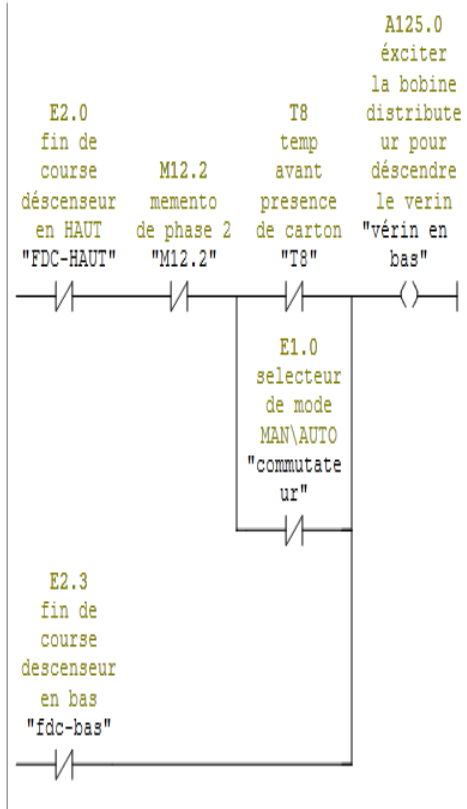 A125.0
éxciter
la bobine
distribute
ur pour
déscendre
le verin
"vérin en
bas"
E2.0
fin de
course
déscenseur
en HAUT
"FDC-HAUT"
M12.2
memento
de phase 2
"M12.2"
T8
temp
avant
presence
de carton
"T8"
E1.0
selecteur
de mode
MAN\AUTO
"commutate
ur"
E2.3
fin de
course
descenseur
en bas
"fdc-bas"